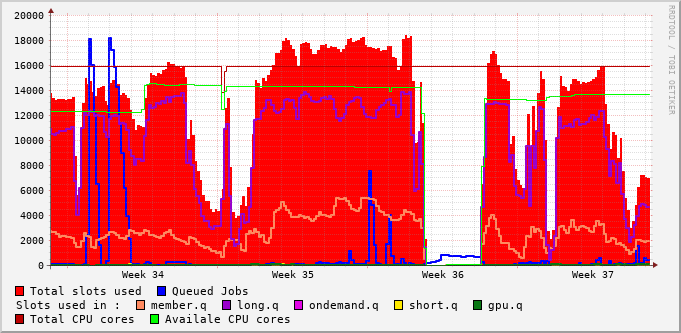 20000
18000
16000
14000
12000
10000
8000
6000
4000
2000
0
Week 34 Week 35 Week 36 Week 37
Total slots used Queued Jobs
Slots used in : member.q long.q ondemand.q short.q gpu.q
Total CPU cores Availale CPU cores
RRDTOOL / TOBI OETIKER